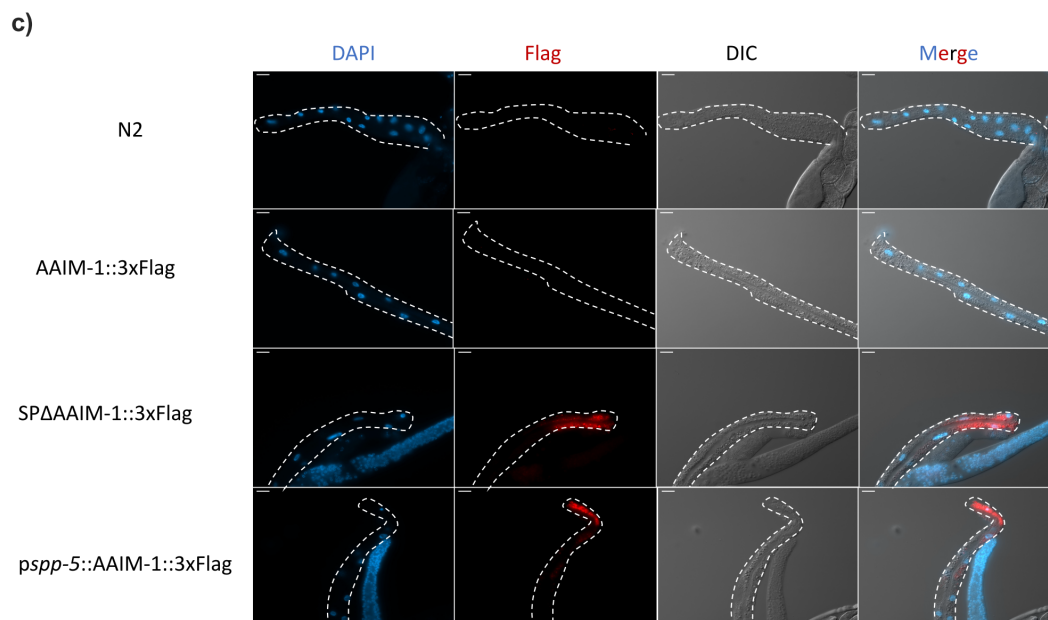 c)
DAPI Flag DIC Merge
N2
AAIM-1::3xFlag
SPΔAAIM-1::3xFlag
pspp-5::AAIM-1::3xFlag